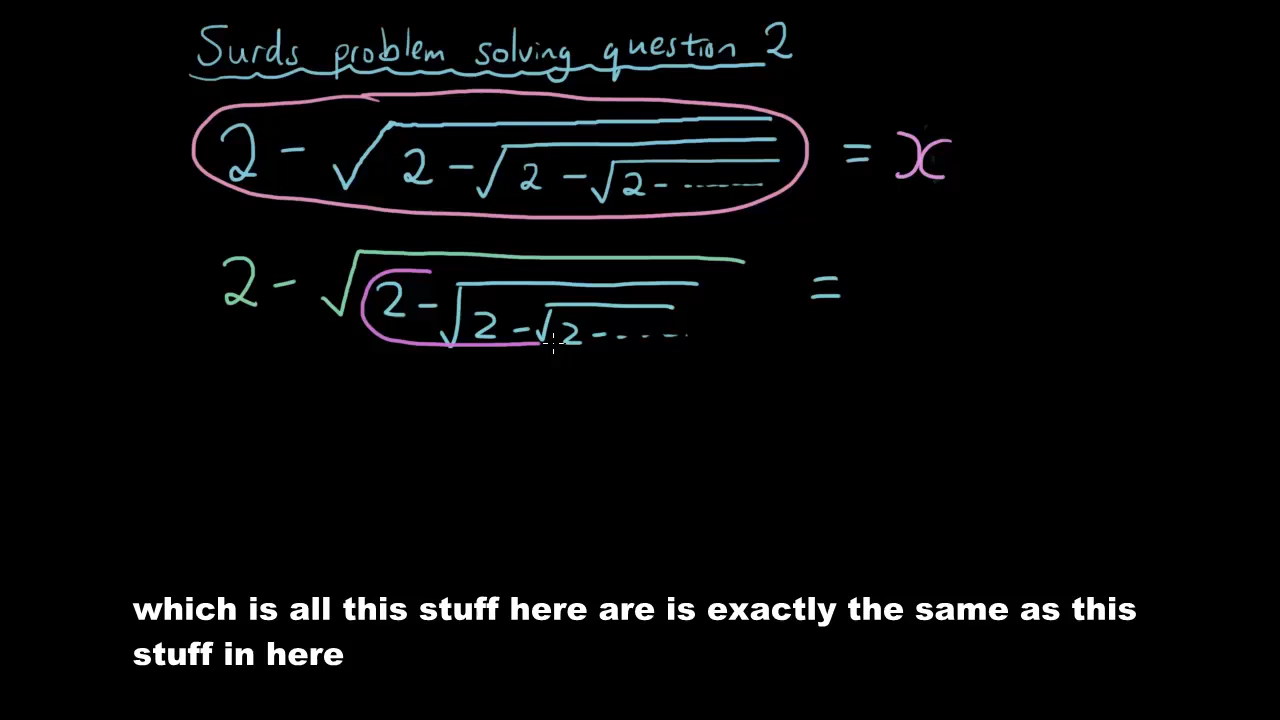 Surds problem solving question 2
2 - √(2 - √(2 - √(2 - ........ = x
2 - √(2 - √(2 - √(2 - ...... =
which is all this stuff here are is exactly the same as this
stuff in here